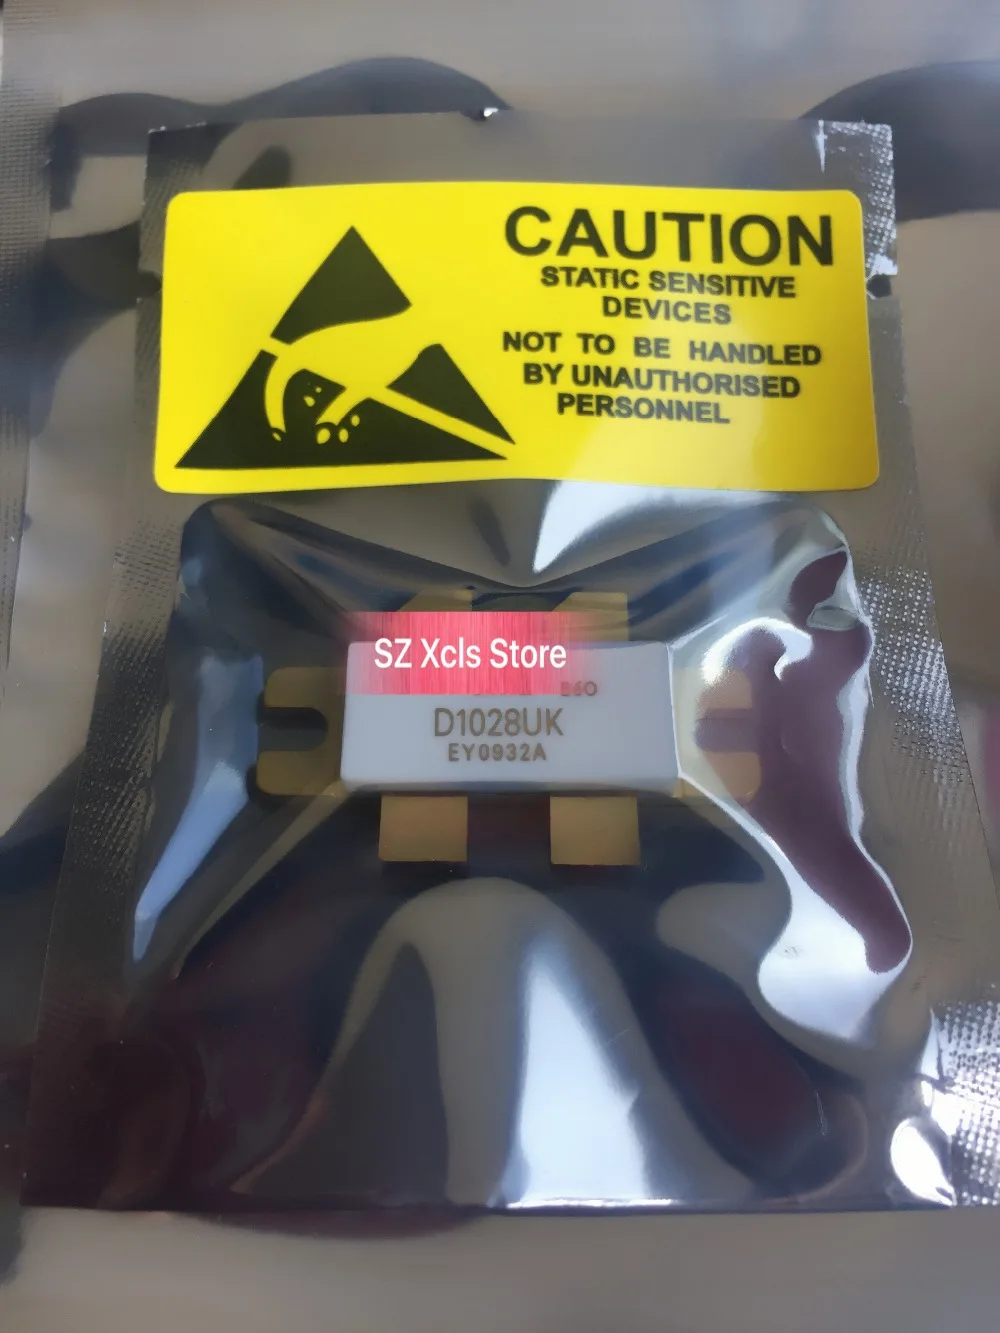 CAUTION
STATIC SENSITIVE
DEVICES
NOT TO BE HANDLED
BY UNAUTHORISED
PERSONNEL
SZ Xcls Store
D1028UK
EY0932A